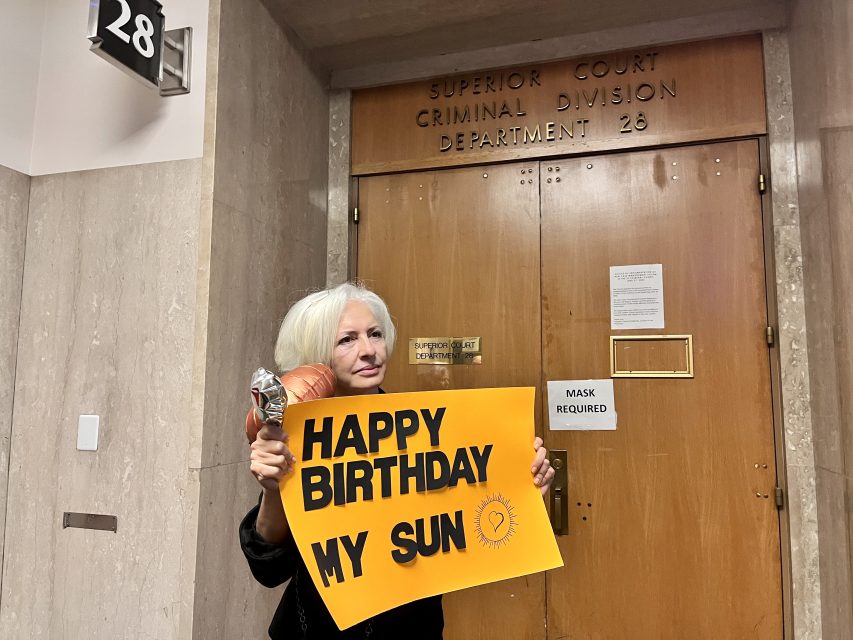 28
SUPERIOR COURT
CRIMINAL DIVISION
DEPARTMENT 28
SUPERIOR COURT
DEPARTMENT 28
MASK
REQUIRED
HAPPY
BIRTHDAY
MY SUN